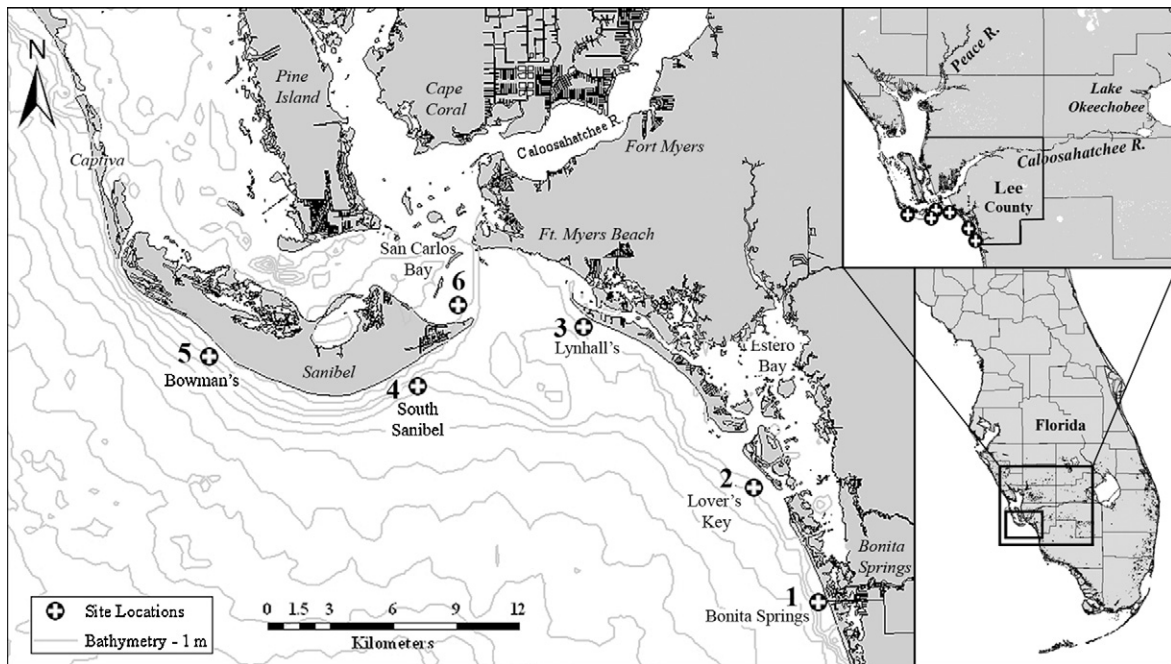 N
Pine
Island
Cape
Coral
Captiva
Caloosahatchee R.
Fort Myers
San Carlos
Bay
Ft. Myers Beach
6
3
Lynhall's
Estero
Bay
5
Bowman's
Sanibel
4
South
Sanibel
2
Lover's
Key
Bonita
Springs
1
Bonita Springs
Site Locations
Bathymetry - 1 m
0 1.5 3 6 9 12
Kilometers
Peace R.
Lake
Okeechobee
Caloosahatchee R.
Lee
County
Florida